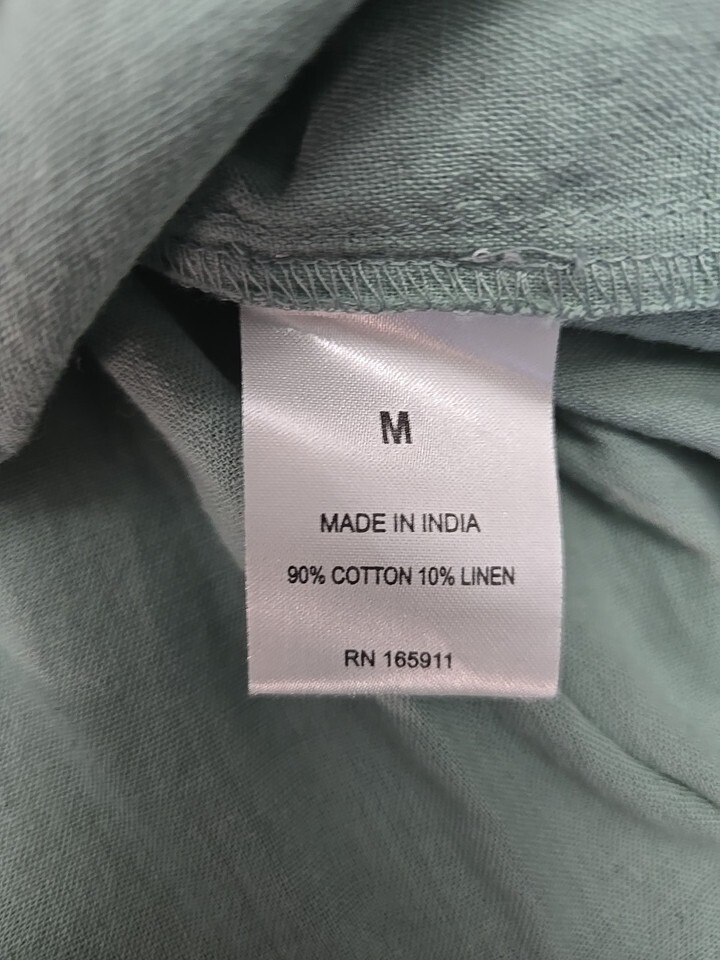 M
MADE IN INDIA
90% COTTON 10% LINEN
RN 165911